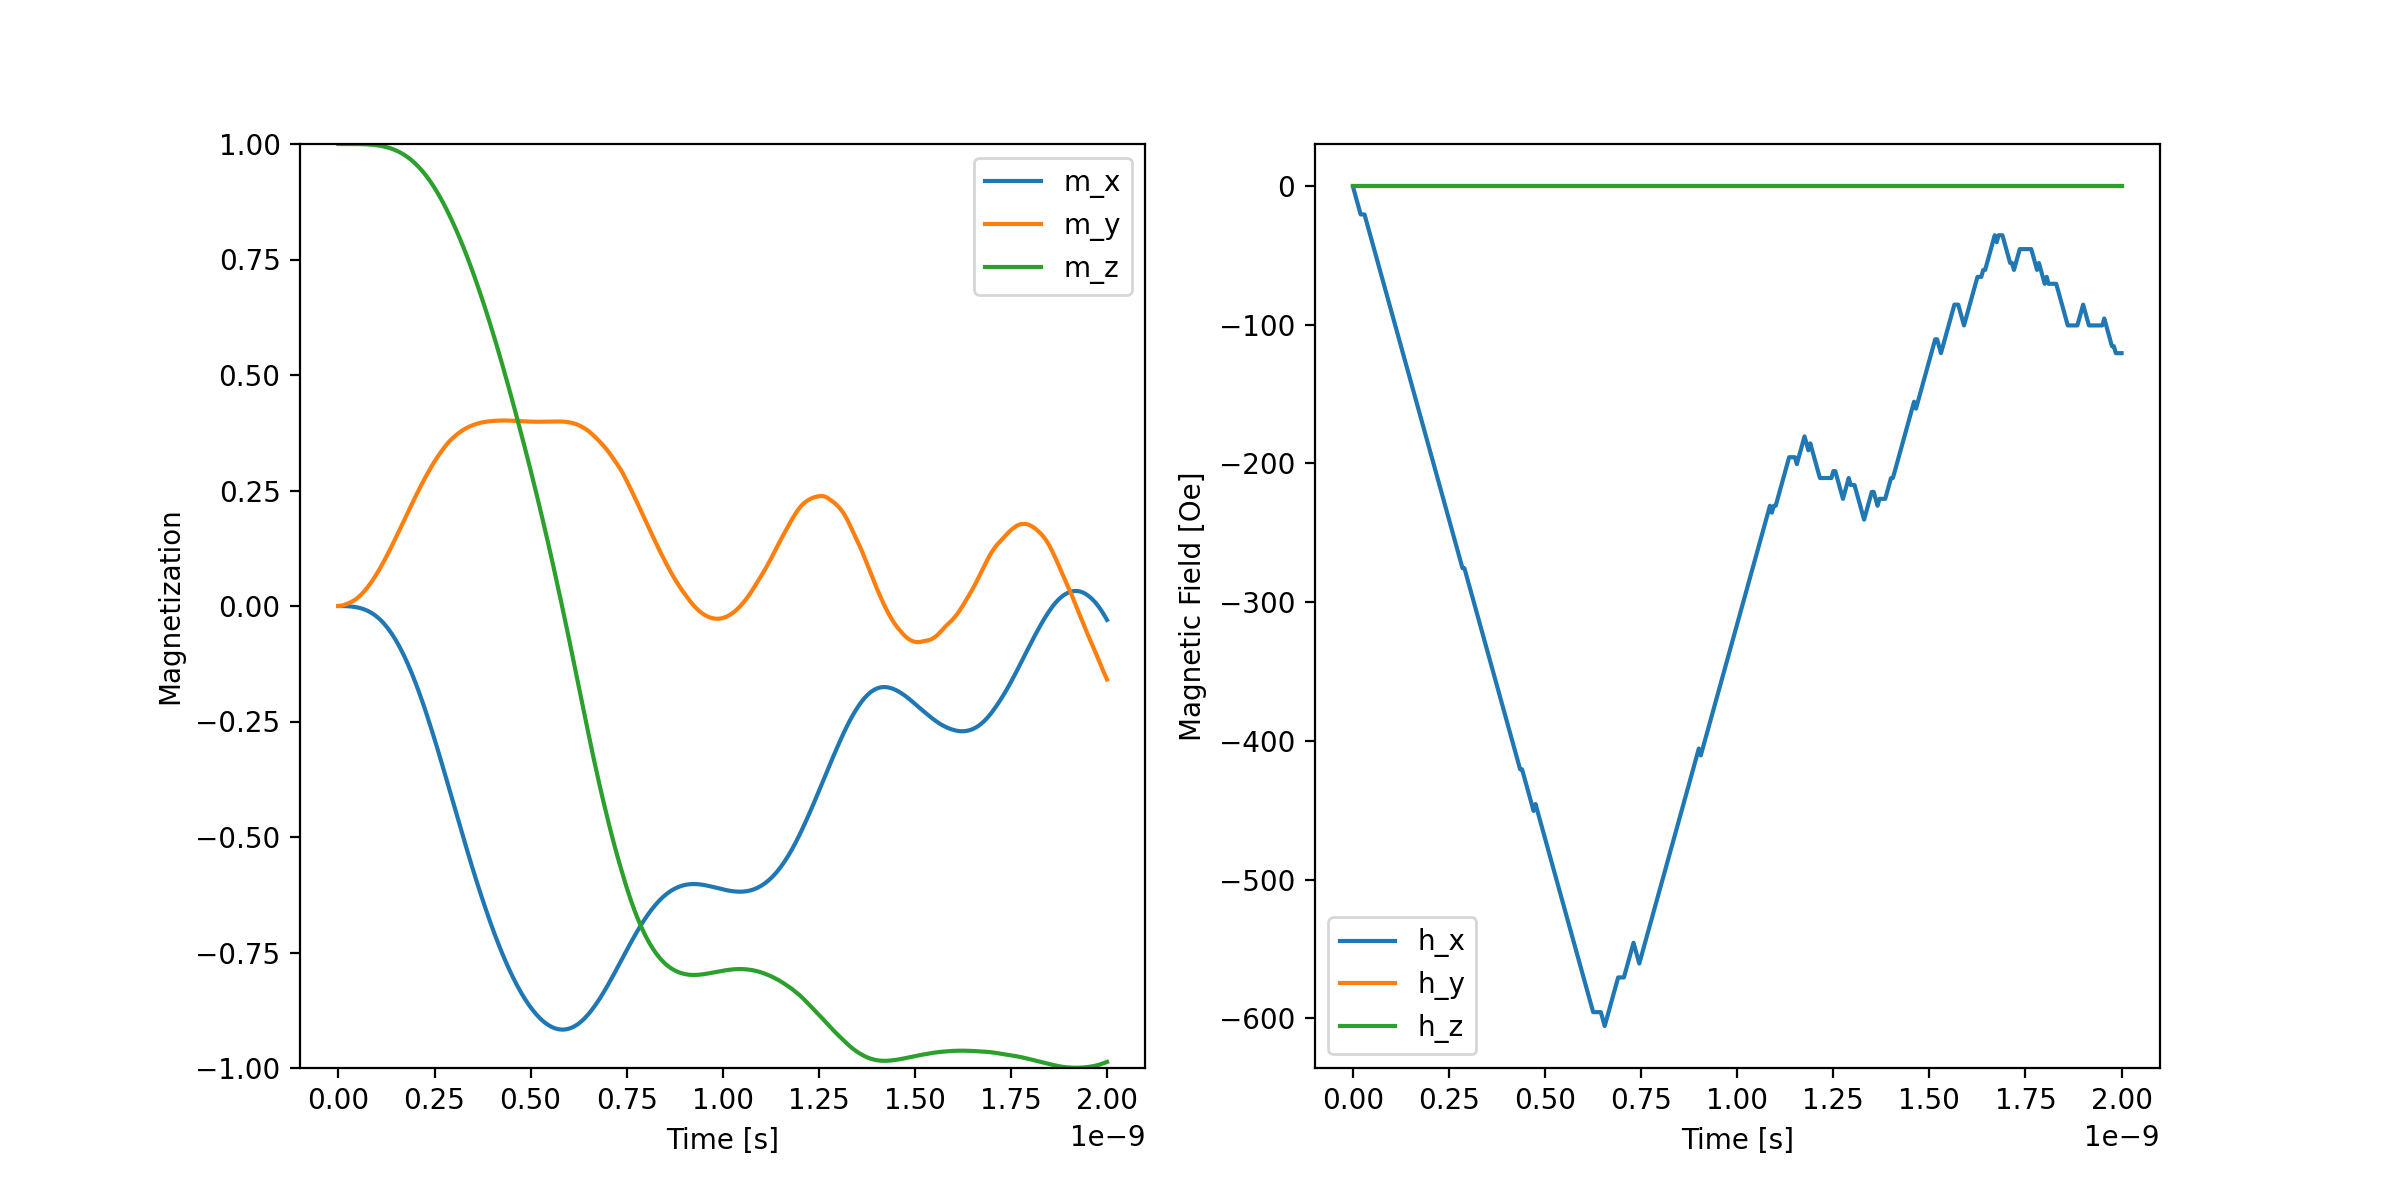 Magnetization
1.00
0.75
0.50
0.25
0.00
−0.25
−0.50
−0.75
−1.00
m_x
m_y
m_z
0.00 0.25 0.50 0.75 1.00 1.25 1.50 1.75 2.00
Time [s]
1e−9
Magnetic Field [Oe]
0
−100
−200
−300
−400
−500
−600
h_x
h_y
h_z
0.00 0.25 0.50 0.75 1.00 1.25 1.50 1.75 2.00
Time [s]
1e−9